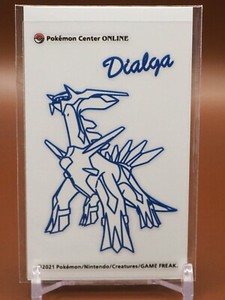 Pokémon Center ONLINE
Dialga
©2021 Pokémon/Nintendo/Creatures/GAME FREAK